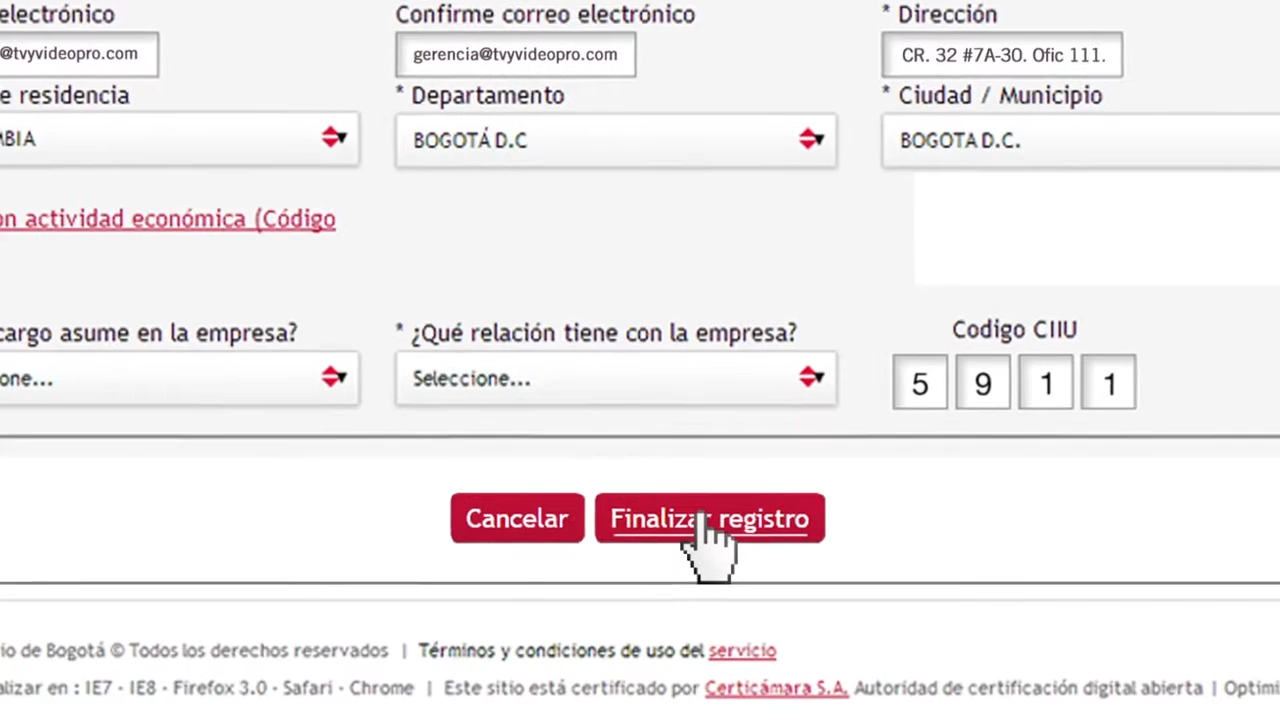 electrónico Confirme correo electrónico * Dirección
@tvyvideopro.com gerencia@tvyvideopro.com CR. 32 #7A-30. Ofic 111.
e residencia * Departamento * Ciudad / Municipio
MBIA BOGOTÁ D.C BOGOTA D.C.
on actividad económica (Código
cargo asume en la empresa? * ¿Qué relación tiene con la empresa? Codigo CIIU
one... Seleccione... 5 9 1 1
Cancelar Finalizar registro
io de Bogotá © Todos los derechos reservados | Términos y condiciones de uso del servicio
alizar en : IE7 - IE8 - Firefox 3.0 - Safari - Chrome | Este sitio está certificado por Certicámara S.A. Autoridad de certificación digital abierta | Optimi